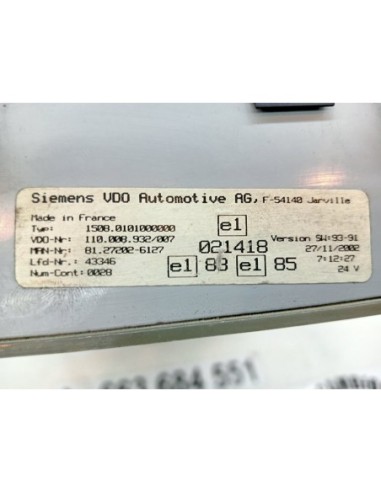 Siemens VDO Automotive AG, F-54140 Jarville
Made in France
e1
Typ: 1508.0101000000
Version SW:93-91
VDO-Nr: 110.008.932/007
021418
27/11/2002
MAN-Nr: 81.27202-6127
7:12:27
Lfd-Nr.: 43346
e1 83 e1 85
24 V
Num-Cont: 0028
684 551